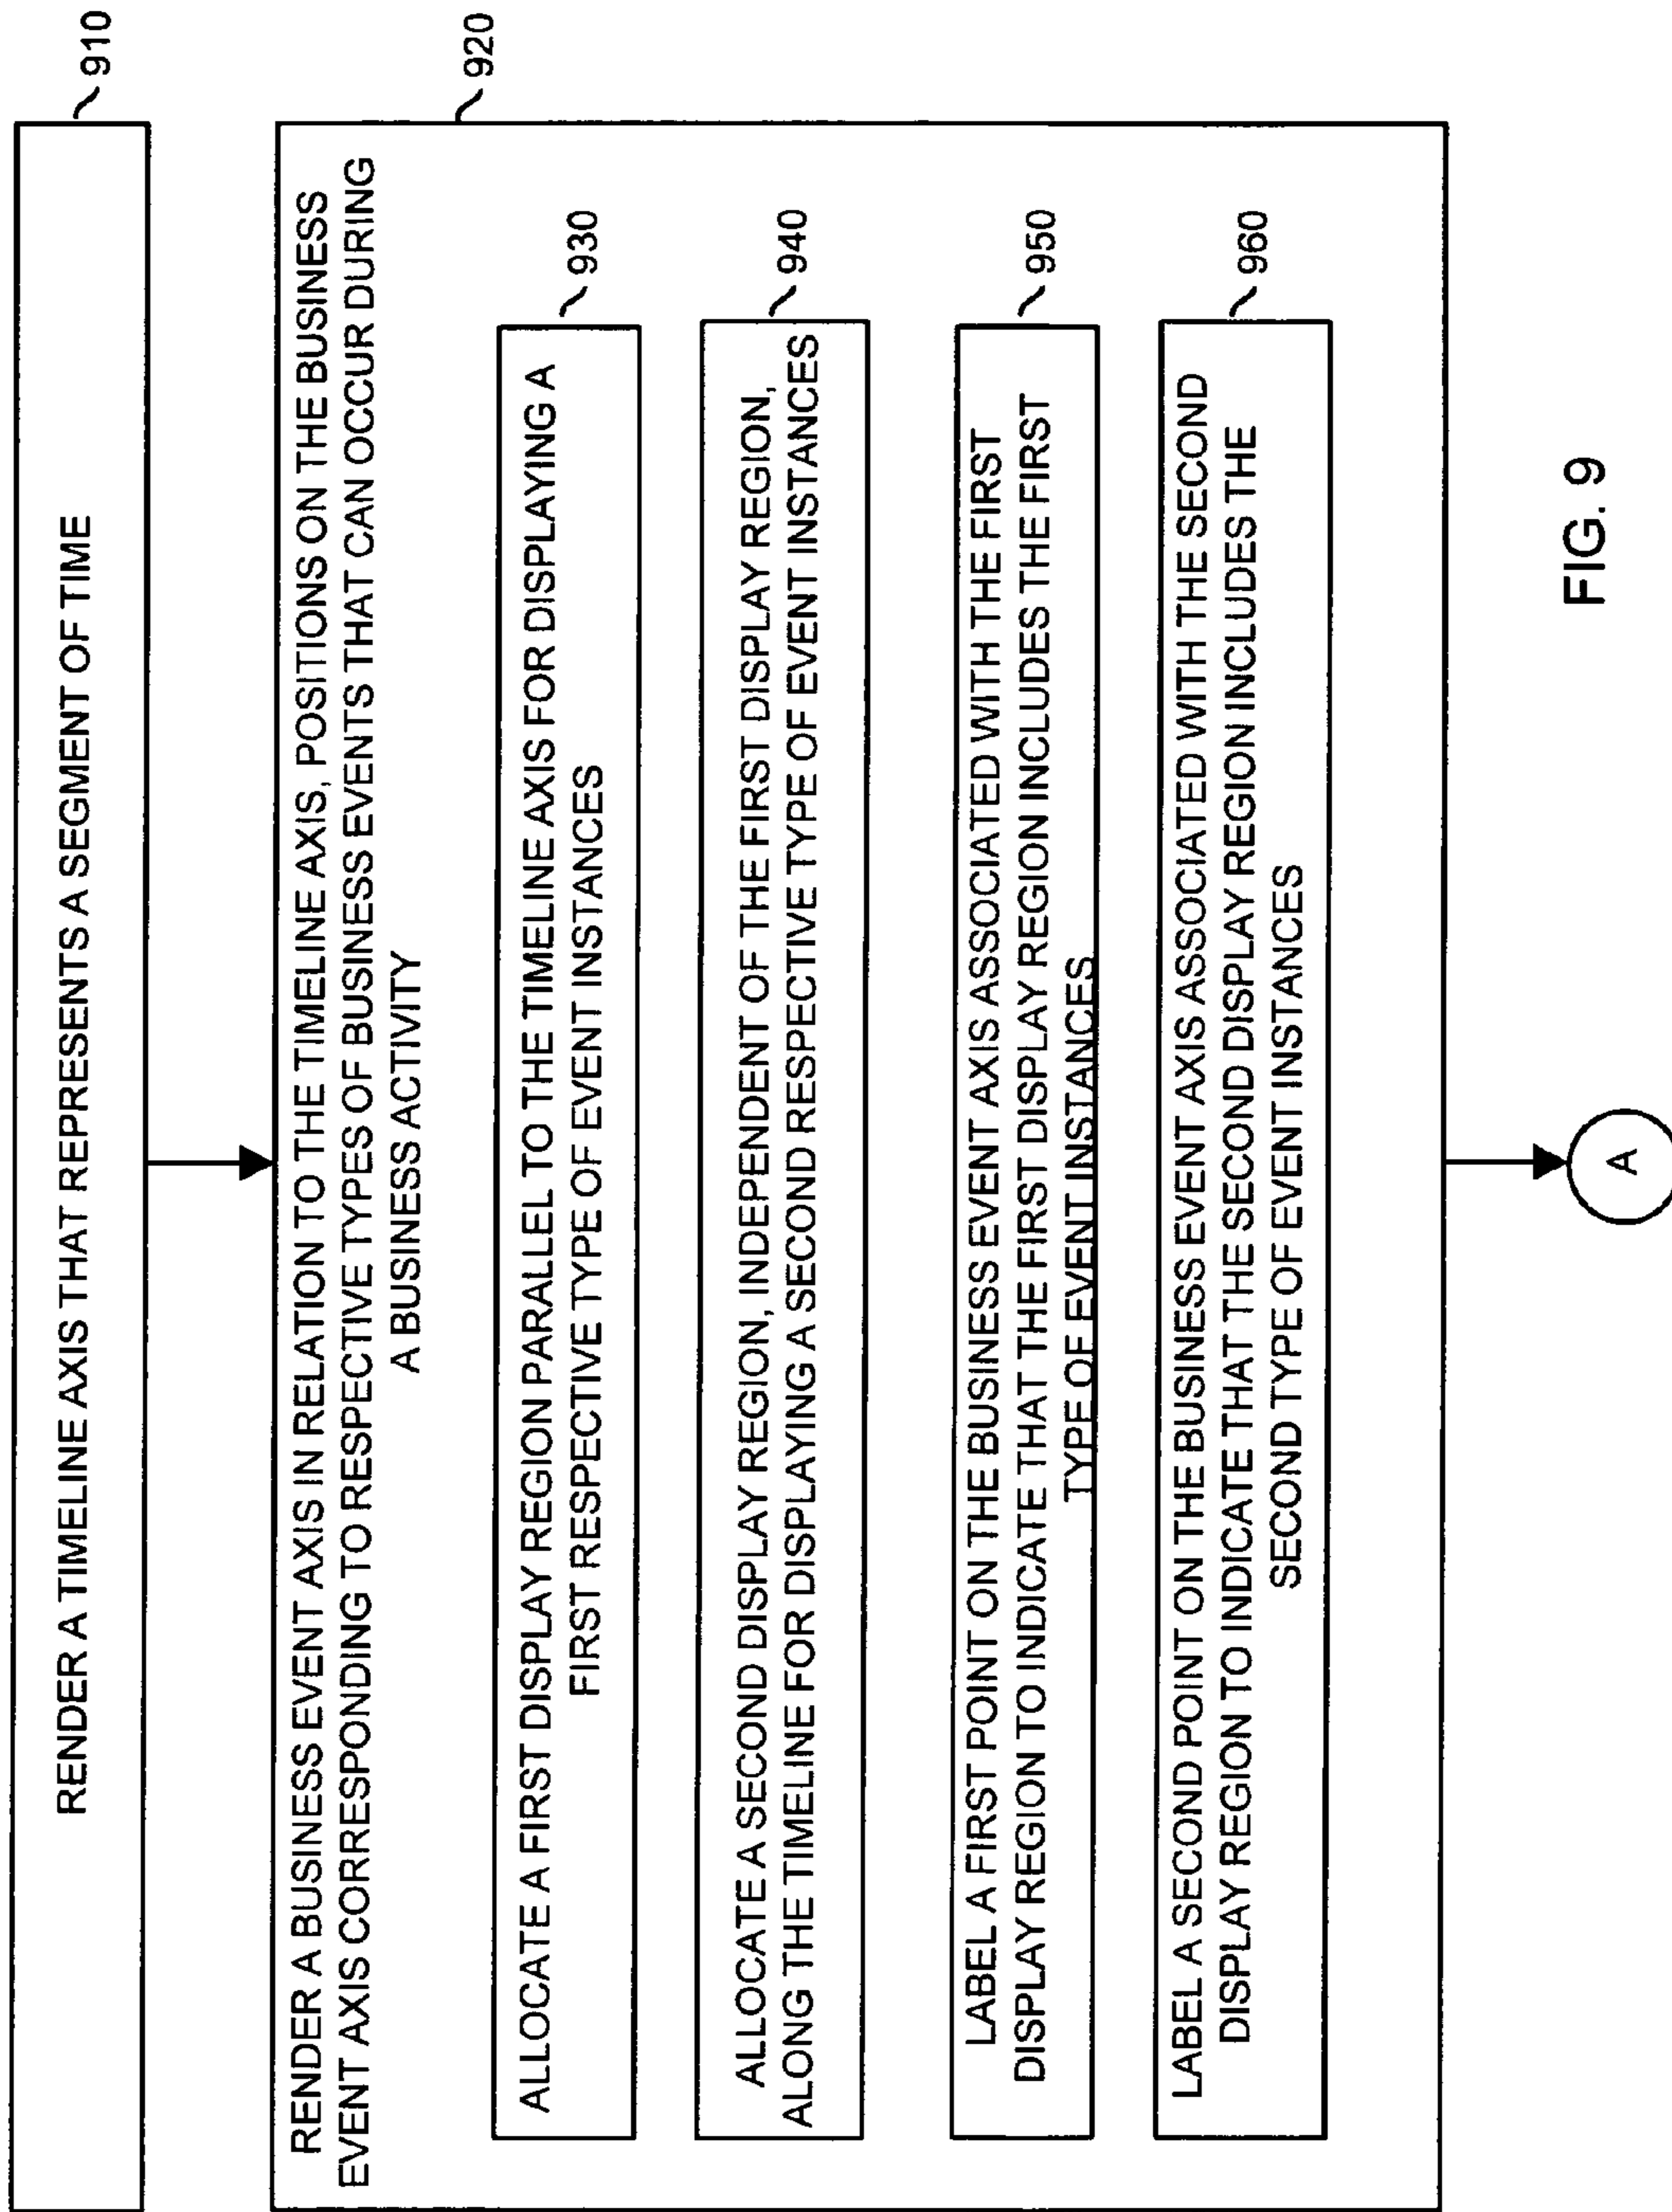 RENDER A TIMELINE AXIS THAT REPRESENTS A SEGMENT OF TIME
910
RENDER A BUSINESS EVENT AXIS IN RELATION TO THE TIMELINE AXIS, POSITIONS ON THE BUSINESS
EVENT AXIS CORRESPONDING TO RESPECTIVE TYPES OF BUSINESS EVENTS THAT CAN OCCUR DURING
A BUSINESS ACTIVITY
920
ALLOCATE A FIRST DISPLAY REGION PARALLEL TO THE TIMELINE AXIS FOR DISPLAYING A
FIRST RESPECTIVE TYPE OF EVENT INSTANCES
930
ALLOCATE A SECOND DISPLAY REGION, INDEPENDENT OF THE FIRST DISPLAY REGION,
ALONG THE TIMELINE FOR DISPLAYING A SECOND RESPECTIVE TYPE OF EVENT INSTANCES
940
LABEL A FIRST POINT ON THE BUSINESS EVENT AXIS ASSOCIATED WITH THE FIRST
DISPLAY REGION TO INDICATE THAT THE FIRST DISPLAY REGION INCLUDES THE FIRST
TYPE OF EVENT INSTANCES
950
LABEL A SECOND POINT ON THE BUSINESS EVENT AXIS ASSOCIATED WITH THE SECOND
DISPLAY REGION TO INDICATE THAT THE SECOND DISPLAY REGION INCLUDES THE
SECOND TYPE OF EVENT INSTANCES
960
A
FIG. 9